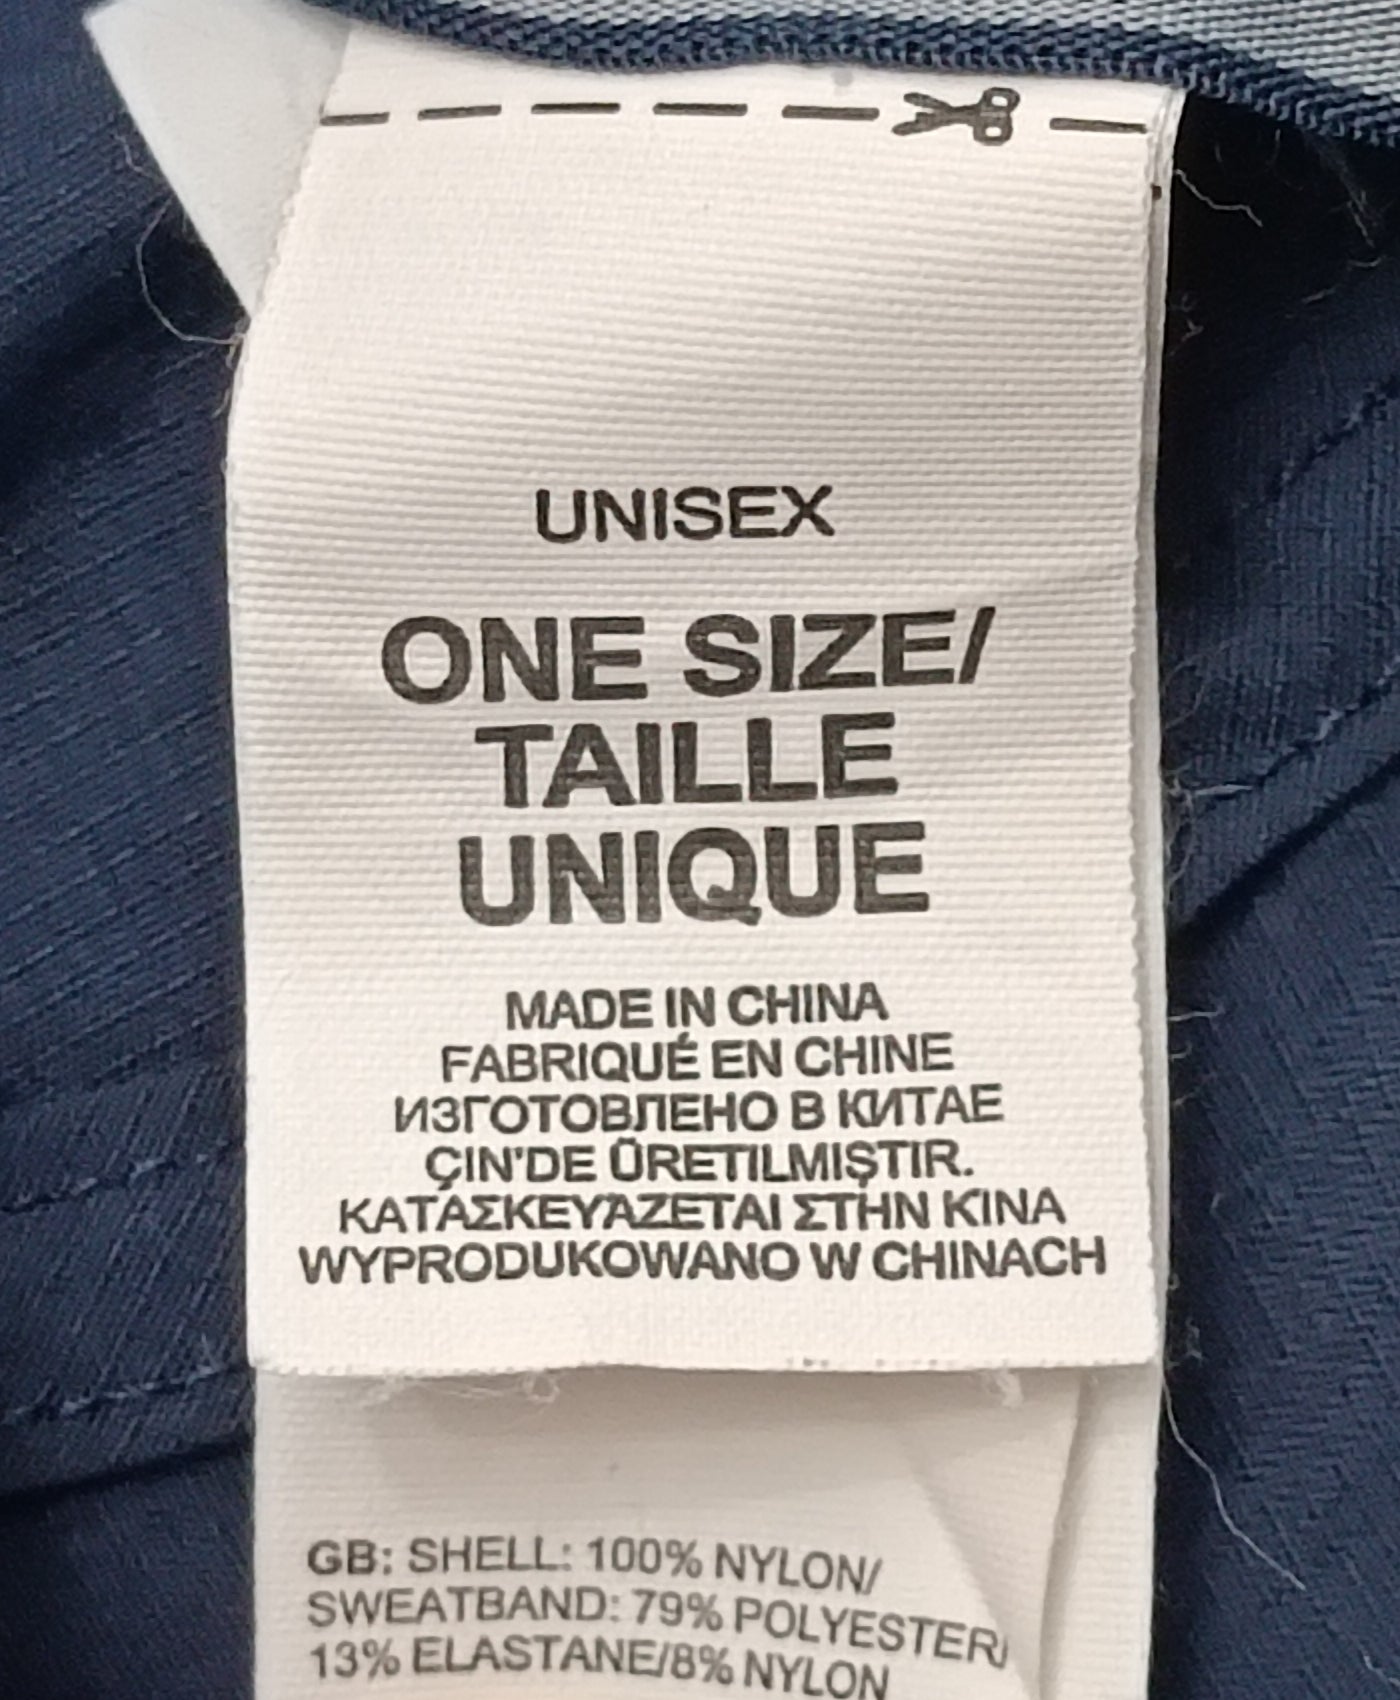 UNISEX
ONE SIZE/
TAILLE
UNIQUE
MADE IN CHINA
FABRIQUÉ EN CHINE
ИЗГОТОВЛЕНО В КИТАЕ
ÇIN'DE ÜRETILMIŞTIR.
ΚΑΤΑΣΚΕΥΆΖΕΤΑΙ ΣΤΗΝ ΚΙΝΑ
WYPRODUKOWANO W CHINACH
GB: SHELL: 100% NYLON/
SWEATBAND: 79% POLYESTER/
13% ELASTANE/8% NYLON